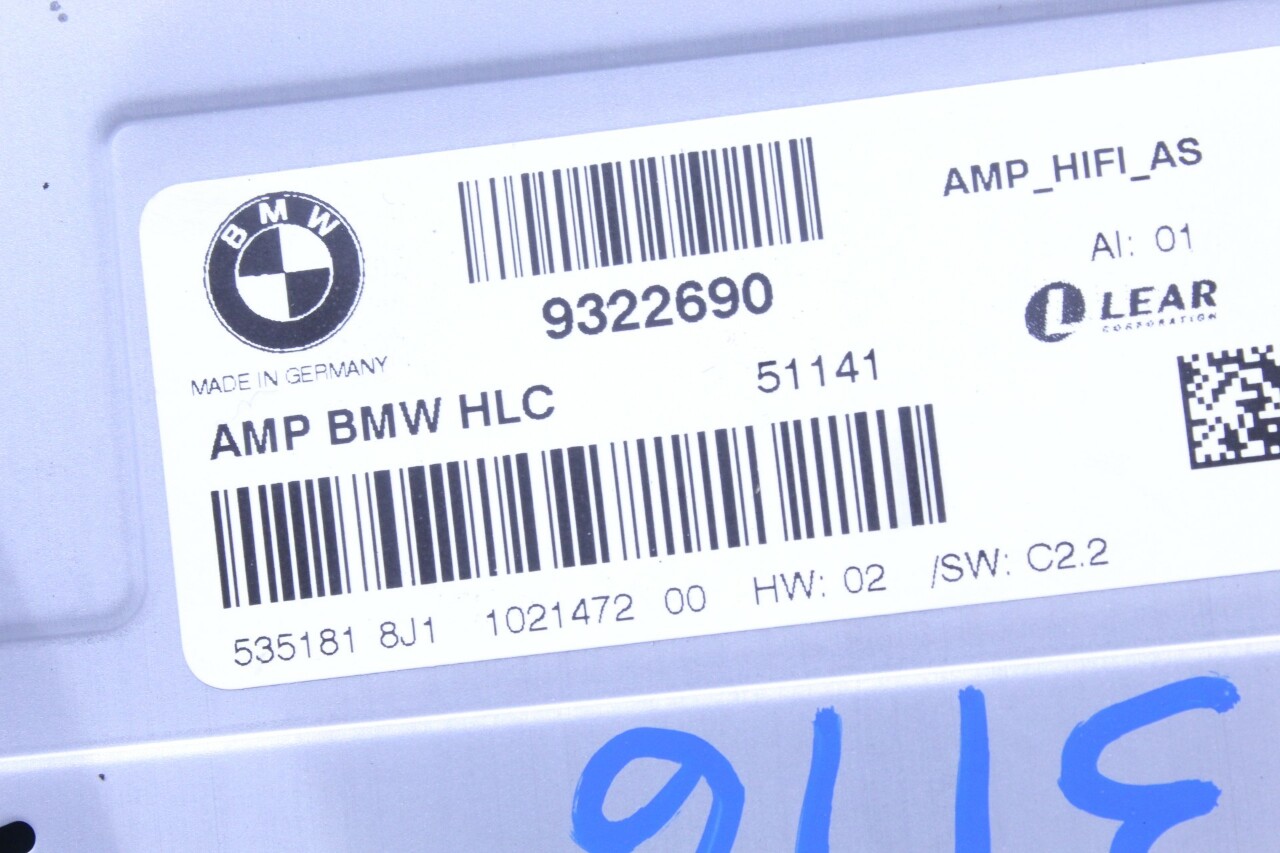 BMW
MADE IN GERMANY
9322690
AMP_HIFI_AS
AI: 01
LEAR
CORPORATION
AMP BMW HLC
51141
535181 8J1 1021472 00 HW: 02 /SW: C2.2